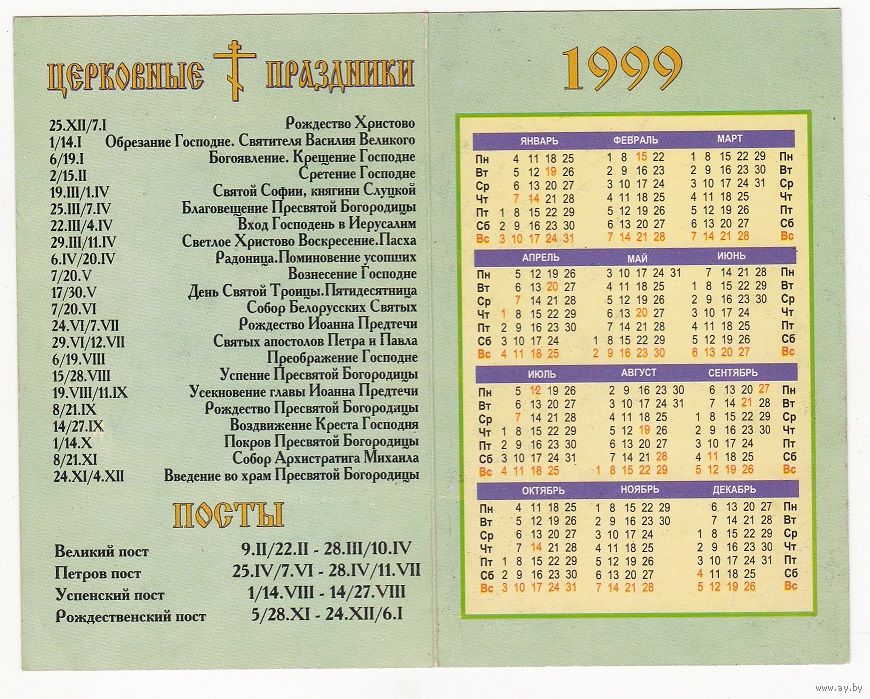 ЦЕРКОВНЫЕ ПРАЗДНИКИ
25.XII/7.I Рождество Христово
1/14.I Обрезание Господне. Святителя Василия Великого
6/19.I Богоявление. Крещение Господне
2/15.II Сретение Господне
19.III/1.IV Святой Софии, княгини Слуцкой
25.III/7.IV Благовещение Пресвятой Богородицы
22.III/4.IV Вход Господень в Иерусалим
29.III/11.IV Светлое Христово Воскресение.Пасха
6.IV/20.IV Радоница.Поминовение усопших
7/20.V Вознесение Господне
17/30.V День Святой Троицы.Пятидесятница
7/20.VI Собор Белорусских Святых
24.VI/7.VII Рождество Иоанна Предтечи
29.VI/12.VII Святых апостолов Петра и Павла
6/19.VIII Преображение Господне
15/28.VIII Успение Пресвятой Богородицы
19.VIII/11.IX Усекновение главы Иоанна Предтечи
8/21.IX Рождество Пресвятой Богородицы
14/27.IX Воздвижение Креста Господня
1/14.X Покров Пресвятой Богородицы
8/21.XI Собор Архистратига Михаила
24.XI/4.XII Введение во храм Пресвятой Богородицы
ПОСТЫ
Великий пост 9.II/22.II - 28.III/10.IV
Петров пост 25.IV/7.VI - 28.IV/11.VII
Успенский пост 1/14.VIII - 14/27.VIII
Рождественский пост 5/28.XI - 24.XII/6.I
1999
ЯНВАРЬ ФЕВРАЛЬ МАРТ
Пн 4 11 18 25 1 8 15 22 1 8 15 22 29 Пн
Вт 5 12 19 26 2 9 16 23 2 9 16 23 30 Вт
Ср 6 13 20 27 3 10 17 24 3 10 17 24 31 Ср
Чт 7 14 21 28 4 11 18 25 4 11 18 25 Чт
Пт 1 8 15 22 29 5 12 19 26 5 12 19 26 Пт
Сб 2 9 16 23 30 6 13 20 27 6 13 20 27 Сб
Вс 3 10 17 24 31 7 14 21 28 7 14 21 28 Вс
АПРЕЛЬ МАЙ ИЮНЬ
Пн 5 12 19 26 3 10 17 24 31 7 14 21 28 Пн
Вт 6 13 20 27 4 11 18 25 1 8 15 22 29 Вт
Ср 7 14 21 28 5 12 19 26 2 9 16 23 30 Ср
Чт 1 8 15 22 29 6 13 20 27 3 10 17 24 Чт
Пт 2 9 16 23 30 7 14 21 28 4 11 18 25 Пт
Сб 3 10 17 24 1 8 15 22 29 5 12 19 26 Сб
Вс 4 11 18 25 2 9 16 23 30 6 13 20 27 Вс
ИЮЛЬ АВГУСТ СЕНТЯБРЬ
Пн 5 12 19 26 2 9 16 23 30 6 13 20 27 Пн
Вт 6 13 20 27 3 10 17 24 31 7 14 21 28 Вт
Ср 7 14 21 28 4 11 18 25 1 8 15 22 29 Ср
Чт 1 8 15 22 29 5 12 19 26 2 9 16 23 30 Чт
Пт 2 9 16 23 30 6 13 20 27 3 10 17 24 Пт
Сб 3 10 17 24 7 14 21 28 4 11 18 25 Сб
Вс 4 11 18 25 1 8 15 22 29 5 12 19 26 Вс
ОКТЯБРЬ НОЯБРЬ ДЕКАБРЬ
Пн 4 11 18 25 1 8 15 22 29 6 13 20 27 Пн
Вт 5 12 19 26 2 9 16 23 30 7 14 21 28 Вт
Ср 6 13 20 27 3 10 17 24 1 8 15 22 29 Ср
Чт 7 14 21 28 4 11 18 25 2 9 16 23 30 Чт
Пт 1 8 15 22 29 5 12 19 26 3 10 17 24 31 Пт
Сб 2 9 16 23 30 6 13 20 27 4 11 18 25 Сб
Вс 3 10 17 24 31 7 14 21 28 5 12 19 26 Вс
www.ay.by